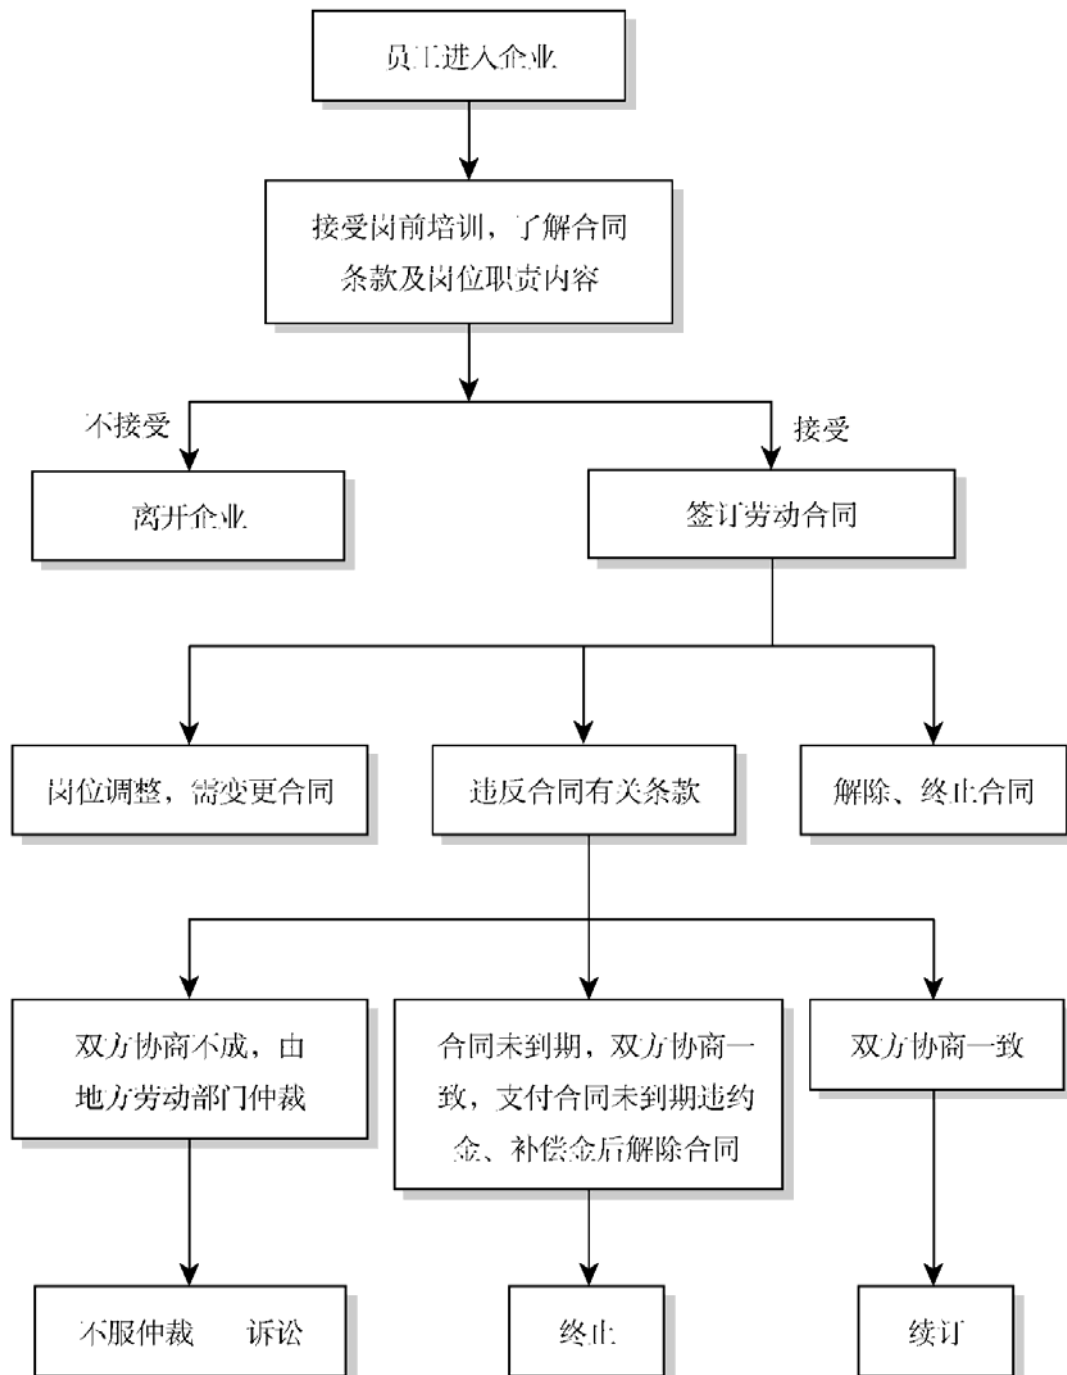 员工进入企业
接受岗前培训，了解合同
条款及岗位职责内容
不接受
接受
离开企业
签订劳动合同
岗位调整，需变更合同
违反合同有关条款
解除、终止合同
双方协商不成，由
地方劳动部门仲裁
合同未到期，双方协商一
致，支付合同未到期违约
金、补偿金后解除合同
双方协商一致
不服仲裁　　诉讼
终止
续订